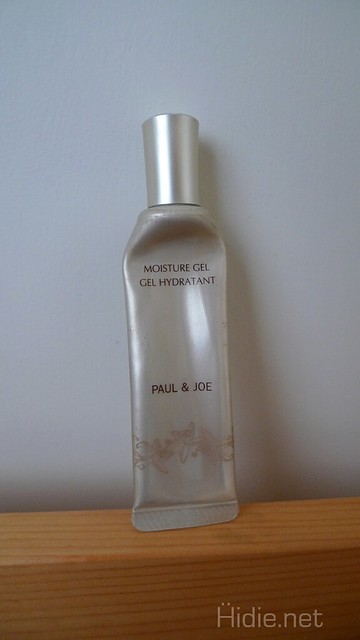 MOISTURE GEL
GEL HYDRATANT
PAUL & JOE
Hidie.net